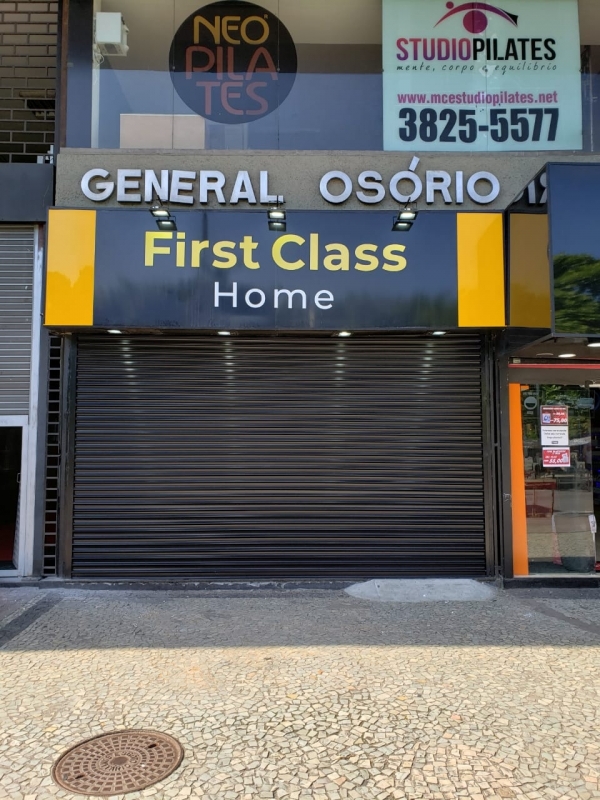 NEO
PILA
TES
STUDIOPILATES
mente, corpo e equilíbrio
www.mcestudiopilates.net
3825-5577
GENERAL OSÓRIO
First Class
Home